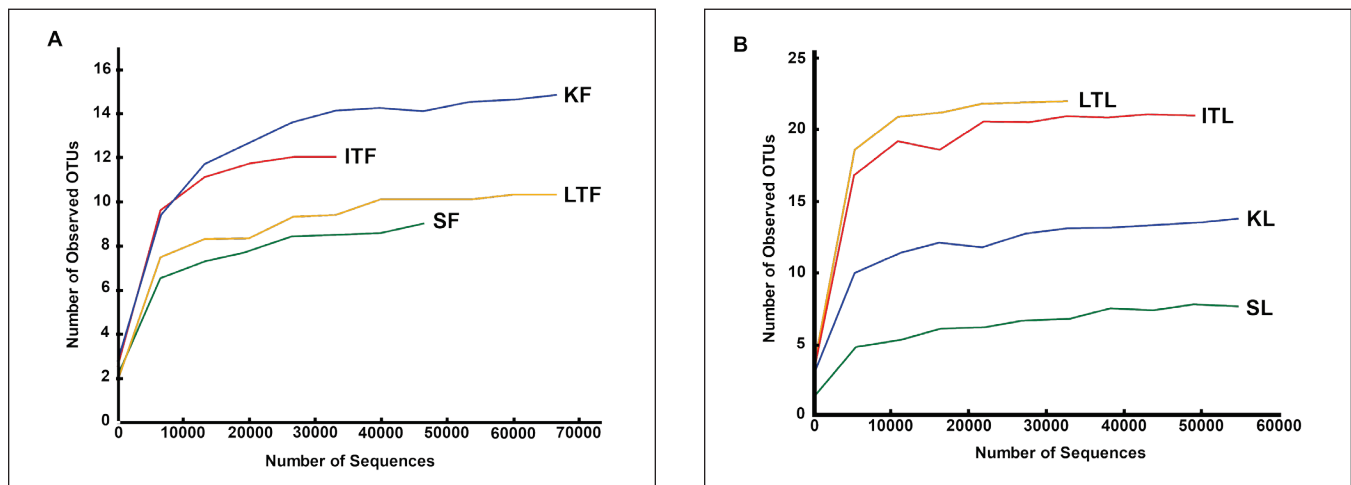 A
Number of Observed OTUs
16
14
12
10
8
6
4
2
0
KF
ITF
LTF
SF
0 10000 20000 30000 40000 50000 60000 70000
Number of Sequences
B
Number of Observed OTUs
25
20
15
10
5
0
LTL
ITL
KL
SL
0 10000 20000 30000 40000 50000 60000
Number of Sequences